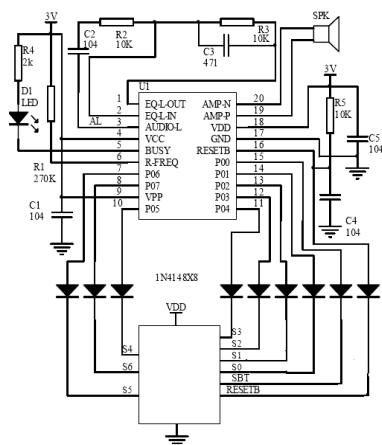 C2
104
R2
10K
R3
10K
SPK
3V
R4
2k
C3
471
D1
LED
U1
1 EQ-L-OUT AMP-N 20
2 EQ-L-IN AMP-P 19
AL 3 AUDIO-L VDD 18
4 VCC GND 17
5 BUSY RESETB 16
6 R-FREQ P00 15
7 P06 P01 14
8 P07 P02 13
9 VPP P03 12
10 P05 P04 11
3V
R5
10K
C5
104
R1
270K
C1
104
C4
104
1N4148X8
VDD
S3
S4 S2
S1
S6 S0
SBT
S5 RESETB